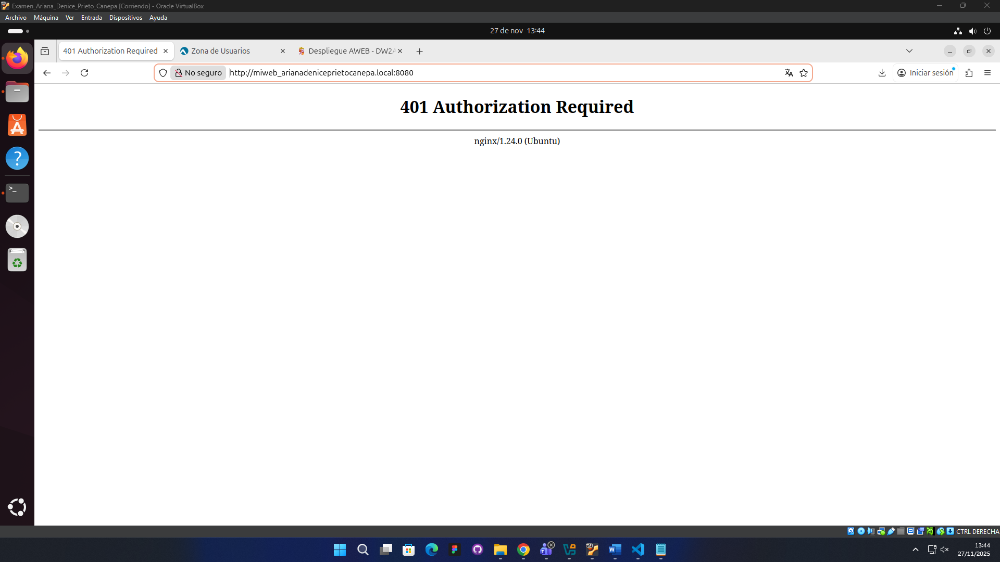 Examen_Ariana_Denice_Prieto_Canepa [Corriendo] - Oracle VirtualBox
Archivo Máquina Ver Entrada Dispositivos Ayuda
27 de nov 13:44
401 Authorization Required
Zona de Usuarios
Despliegue AWEB - DW2A
No seguro
http://miweb_arianadeniceprietocanepa.local:8080
Iniciar sesión
401 Authorization Required
nginx/1.24.0 (Ubuntu)
CTRL DERECHA
13:44
27/11/2025